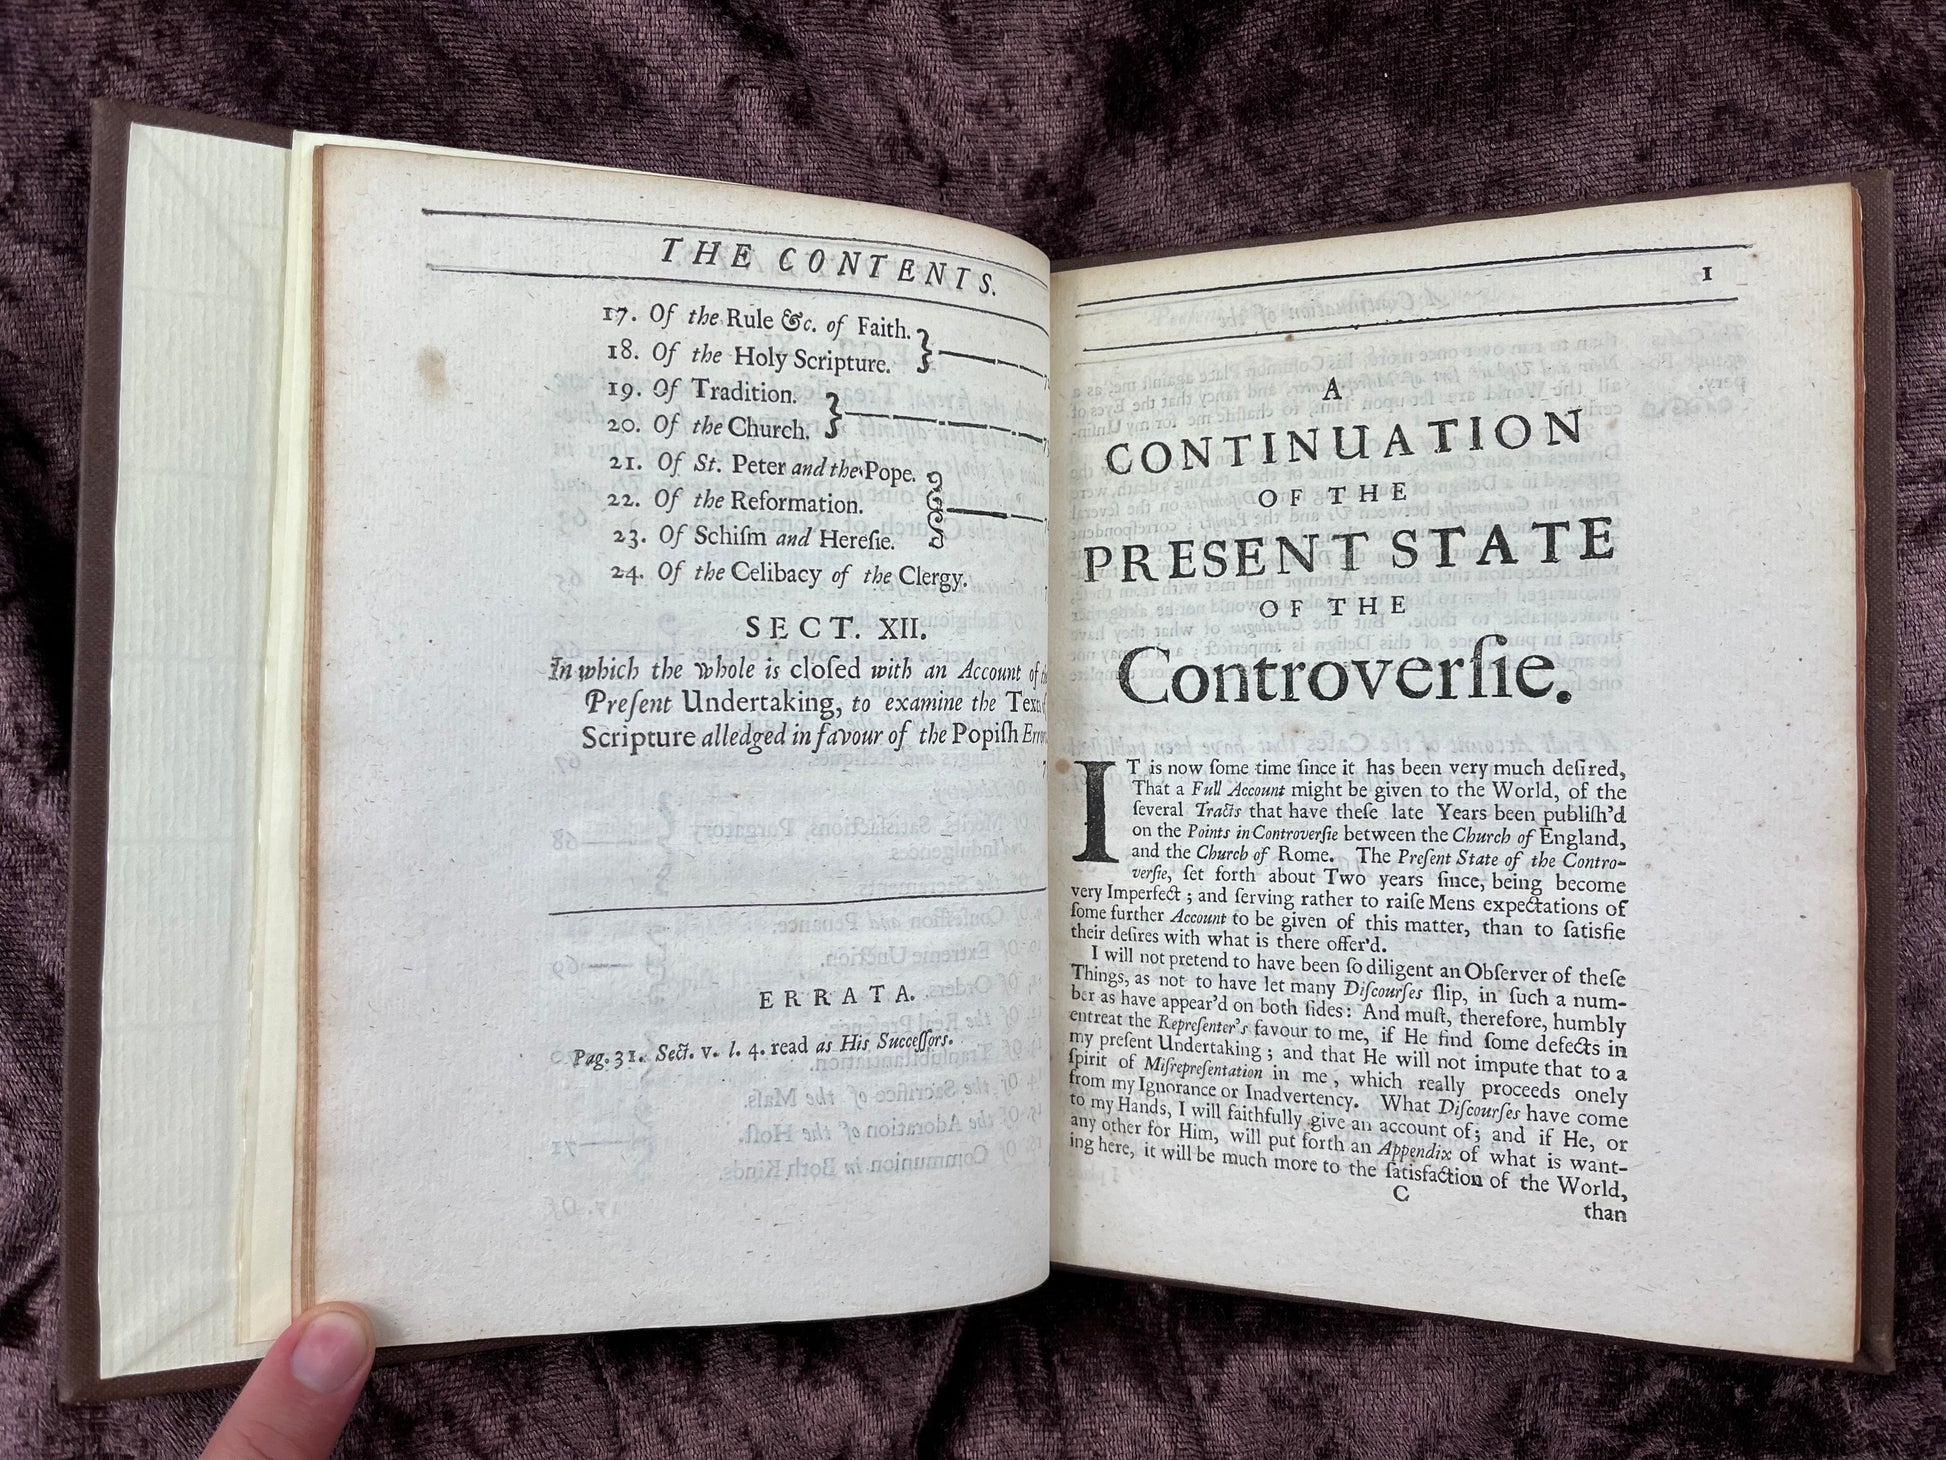 THE CONTENTS.
17. Of the Rule &c. of Faith.
18. Of the Holy Scripture.
19. Of Tradition.
20. Of the Church.
21. Of St. Peter and the Pope.
22. Of the Reformation.
23. Of Schiſm and Hereſie.
24. Of the Celibacy of the Clergy.
SECT. XII.
In which the whole is cloſed with an Account of
Preſent Undertaking, to examine the
Scripture alledged in favour of the Popiſh
ERRATA.
Pag. 31. Sect. v. l. 4. read as His Succeſſors.
1
A
CONTINUATION
OF THE
PRESENT STATE
OF THE
Controverſie.
IT is now ſome time ſince it has been very much deſired,
That a Full Account might be given to the World, of the
ſeveral Tracts that have theſe late Years been publiſh'd
on the Points in Controverſie between the Church of England,
and the Church of Rome. The Preſent State of the Contro-
verſie, ſet forth about Two years ſince, being become
very Imperfect; and ſerving rather to raiſe Mens expectations of
ſome further Account to be given of this matter, than to ſatisfie
their deſires with what is there offer'd.
I will not pretend to have been ſo diligent an Obſerver of theſe
Things, as not to have let many Diſcourſes ſlip, in ſuch a num-
ber as have appear'd on both ſides: And muſt, therefore, humbly
entreat the Repreſenter's favour to me, if He find ſome defects in
my preſent Undertaking; and that He will not impute that to a
ſpirit of Miſrepreſentation in me, which really proceeds onely
from my Ignorance or Inadvertency. What Diſcourſes have come
to my Hands, I will faithfully give an account of; and if He, or
any other for Him, will put forth an Appendix of what is want-
ing here, it will be much more to the ſatisfaction of the World,
C
than